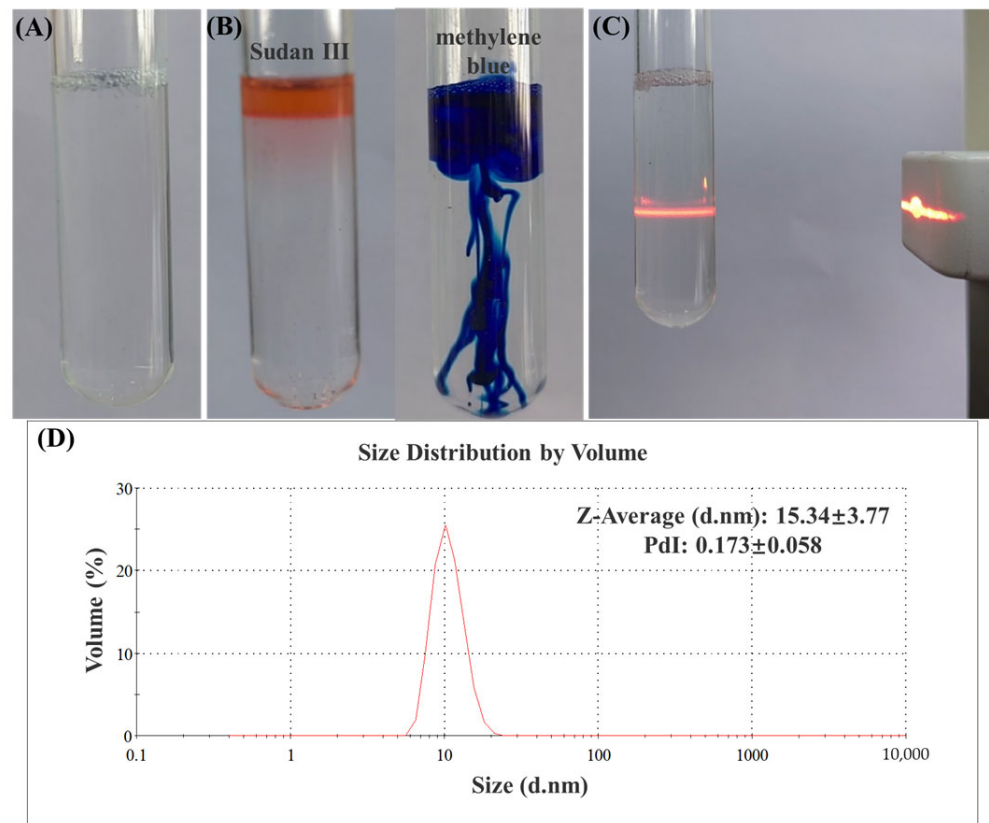 (A)
(B)
Sudan III
methylene
blue
(C)
(D)
Size Distribution by Volume
Z-Average (d.nm): 15.34±3.77
PdI: 0.173±0.058
Volume (%)
30
20
10
0
0.1
1
10
100
1000
10,000
Size (d.nm)